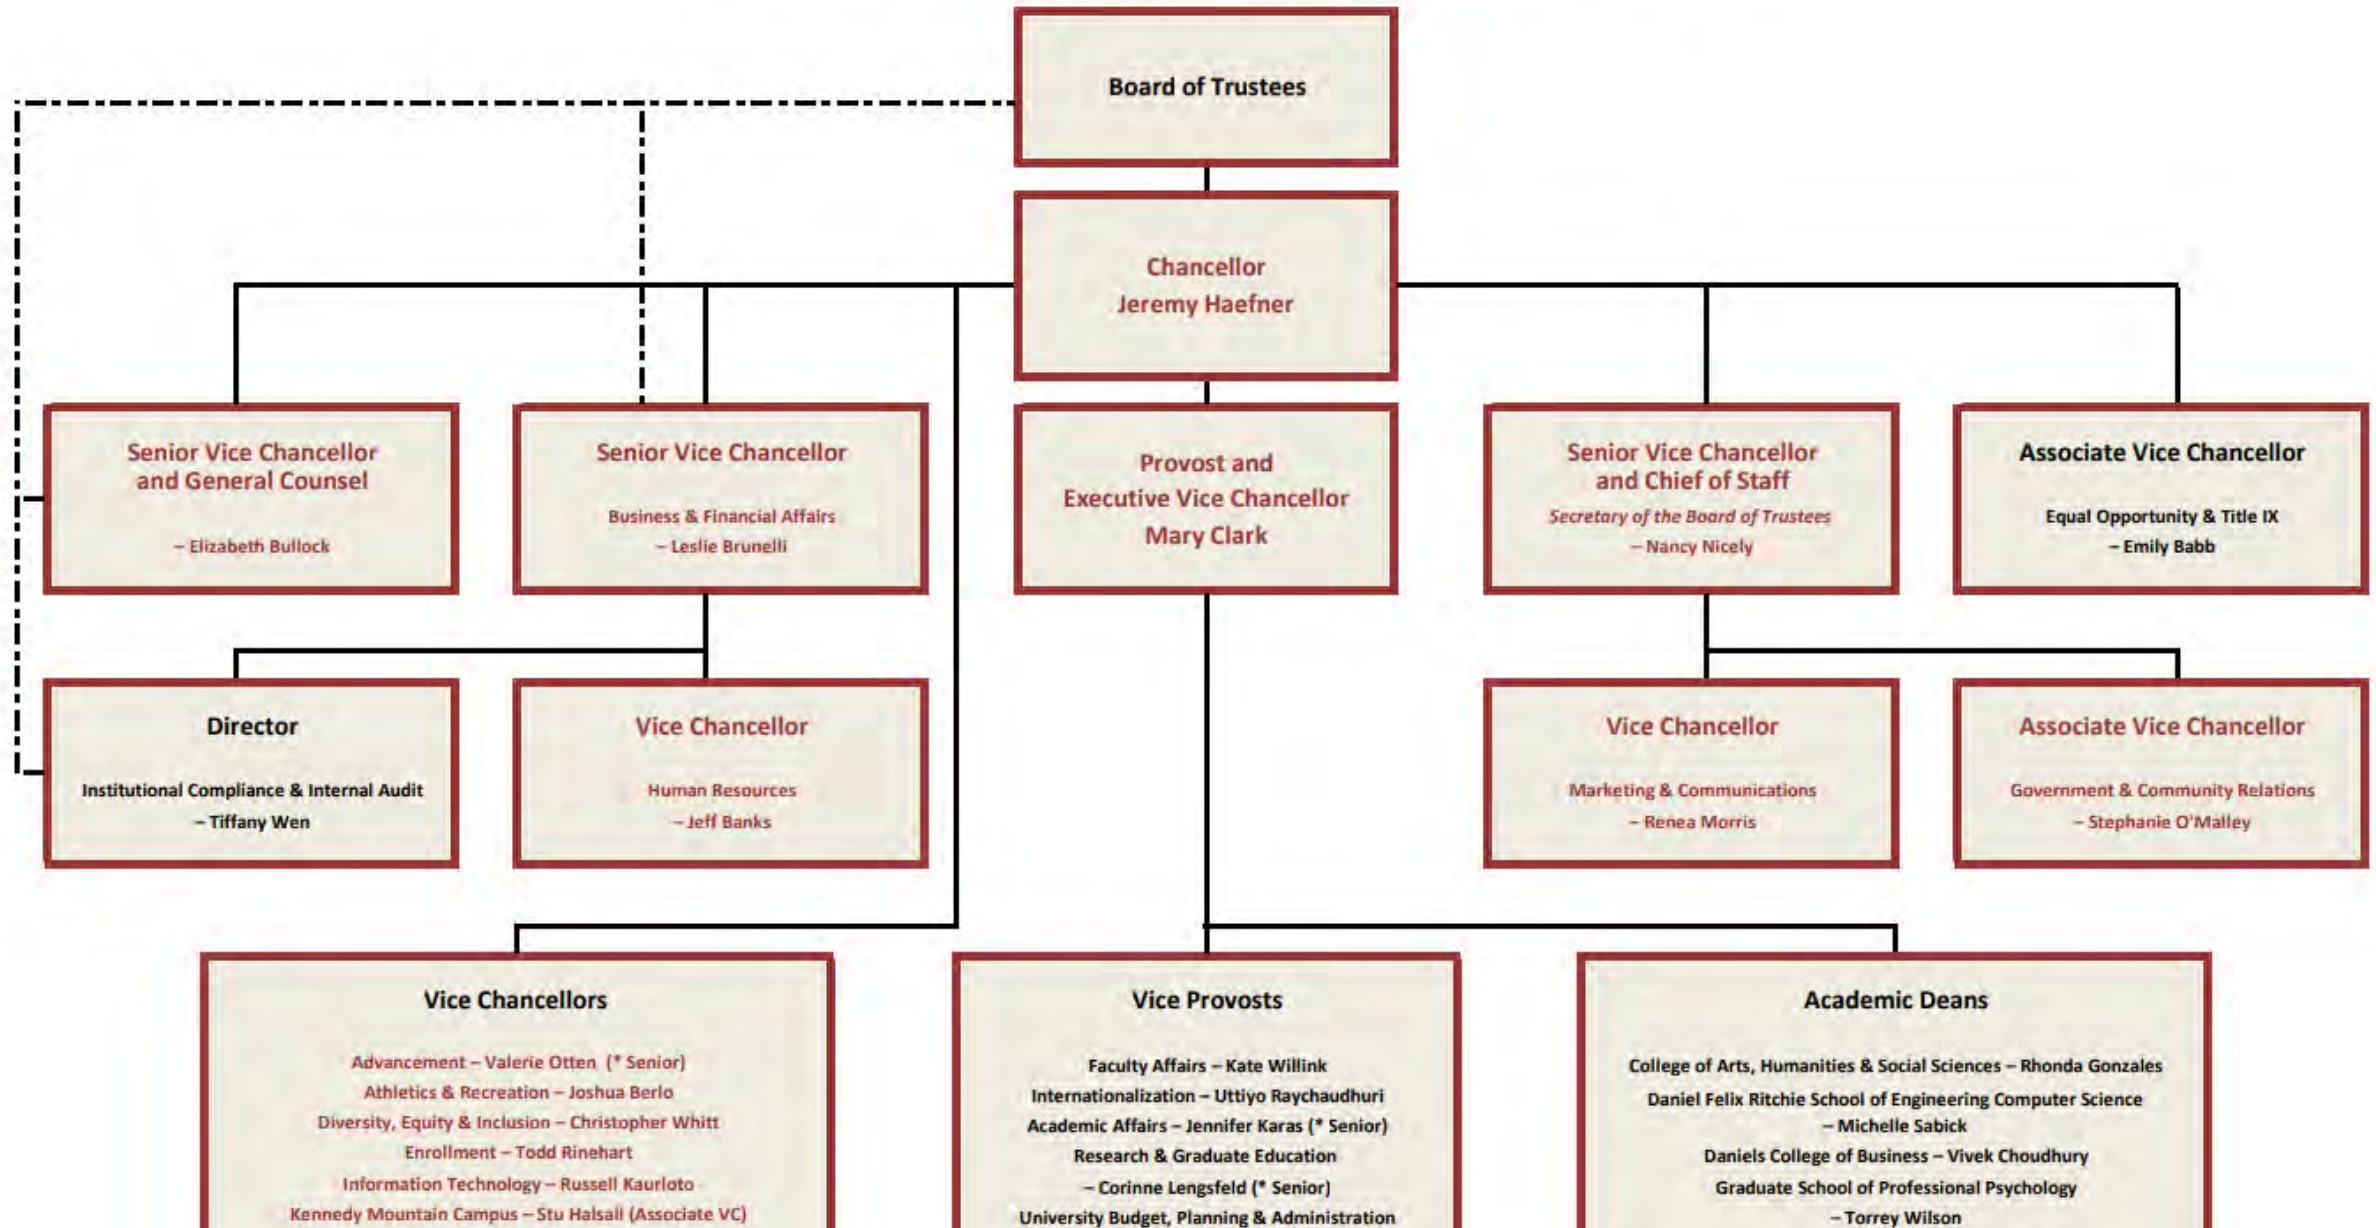 Board of Trustees
Chancellor
Jeremy Haefner
Senior Vice Chancellor
and General Counsel
– Elizabeth Bullock
Senior Vice Chancellor
Business & Financial Affairs
– Leslie Brunelli
Provost and
Executive Vice Chancellor
Mary Clark
Senior Vice Chancellor
and Chief of Staff
Secretary of the Board of Trustees
– Nancy Nicely
Associate Vice Chancellor
Equal Opportunity & Title IX
– Emily Babb
Director
Institutional Compliance & Internal Audit
– Tiffany Wen
Vice Chancellor
Human Resources
– Jeff Banks
Vice Chancellor
Marketing & Communications
– Renea Morris
Associate Vice Chancellor
Government & Community Relations
– Stephanie O'Malley
Vice Chancellors
Advancement – Valerie Otten (* Senior)
Athletics & Recreation – Joshua Berlo
Diversity, Equity & Inclusion – Christopher Whitt
Enrollment – Todd Rinehart
Information Technology – Russell Kaurloto
Kennedy Mountain Campus – Stu Halsall (Associate VC)
Vice Provosts
Faculty Affairs – Kate Willink
Internationalization – Uttiyo Raychaudhuri
Academic Affairs – Jennifer Karas (* Senior)
Research & Graduate Education
– Corinne Lengsfeld (* Senior)
University Budget, Planning & Administration
Academic Deans
College of Arts, Humanities & Social Sciences – Rhonda Gonzales
Daniel Felix Ritchie School of Engineering Computer Science
– Michelle Sabick
Daniels College of Business – Vivek Choudhury
Graduate School of Professional Psychology
– Torrey Wilson